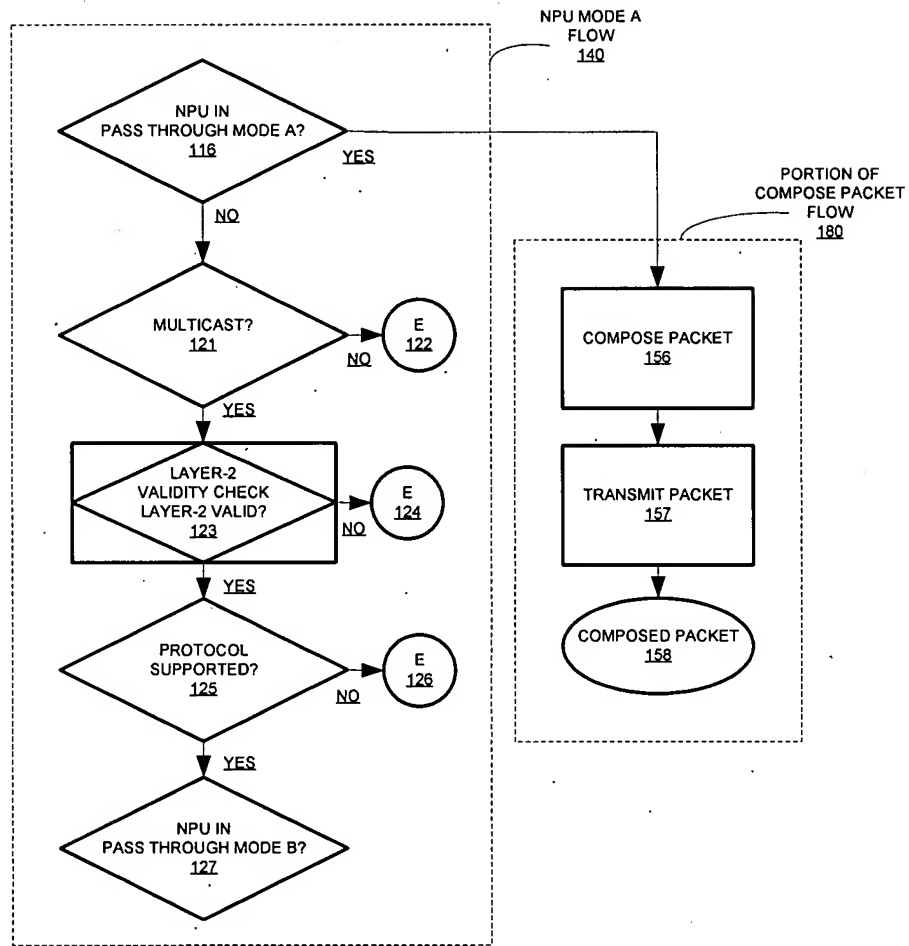 NPU MODE A
FLOW
140
NPU IN
PASS THROUGH MODE A?
116
YES
NO
PORTION OF
COMPOSE PACKET
FLOW
180
MULTICAST?
121
NO
E
122
YES
COMPOSE PACKET
156
LAYER-2
VALIDITY CHECK
LAYER-2 VALID?
123
NO
E
124
YES
TRANSMIT PACKET
157
PROTOCOL
SUPPORTED?
125
NO
E
126
YES
COMPOSED PACKET
158
NPU IN
PASS THROUGH MODE B?
127